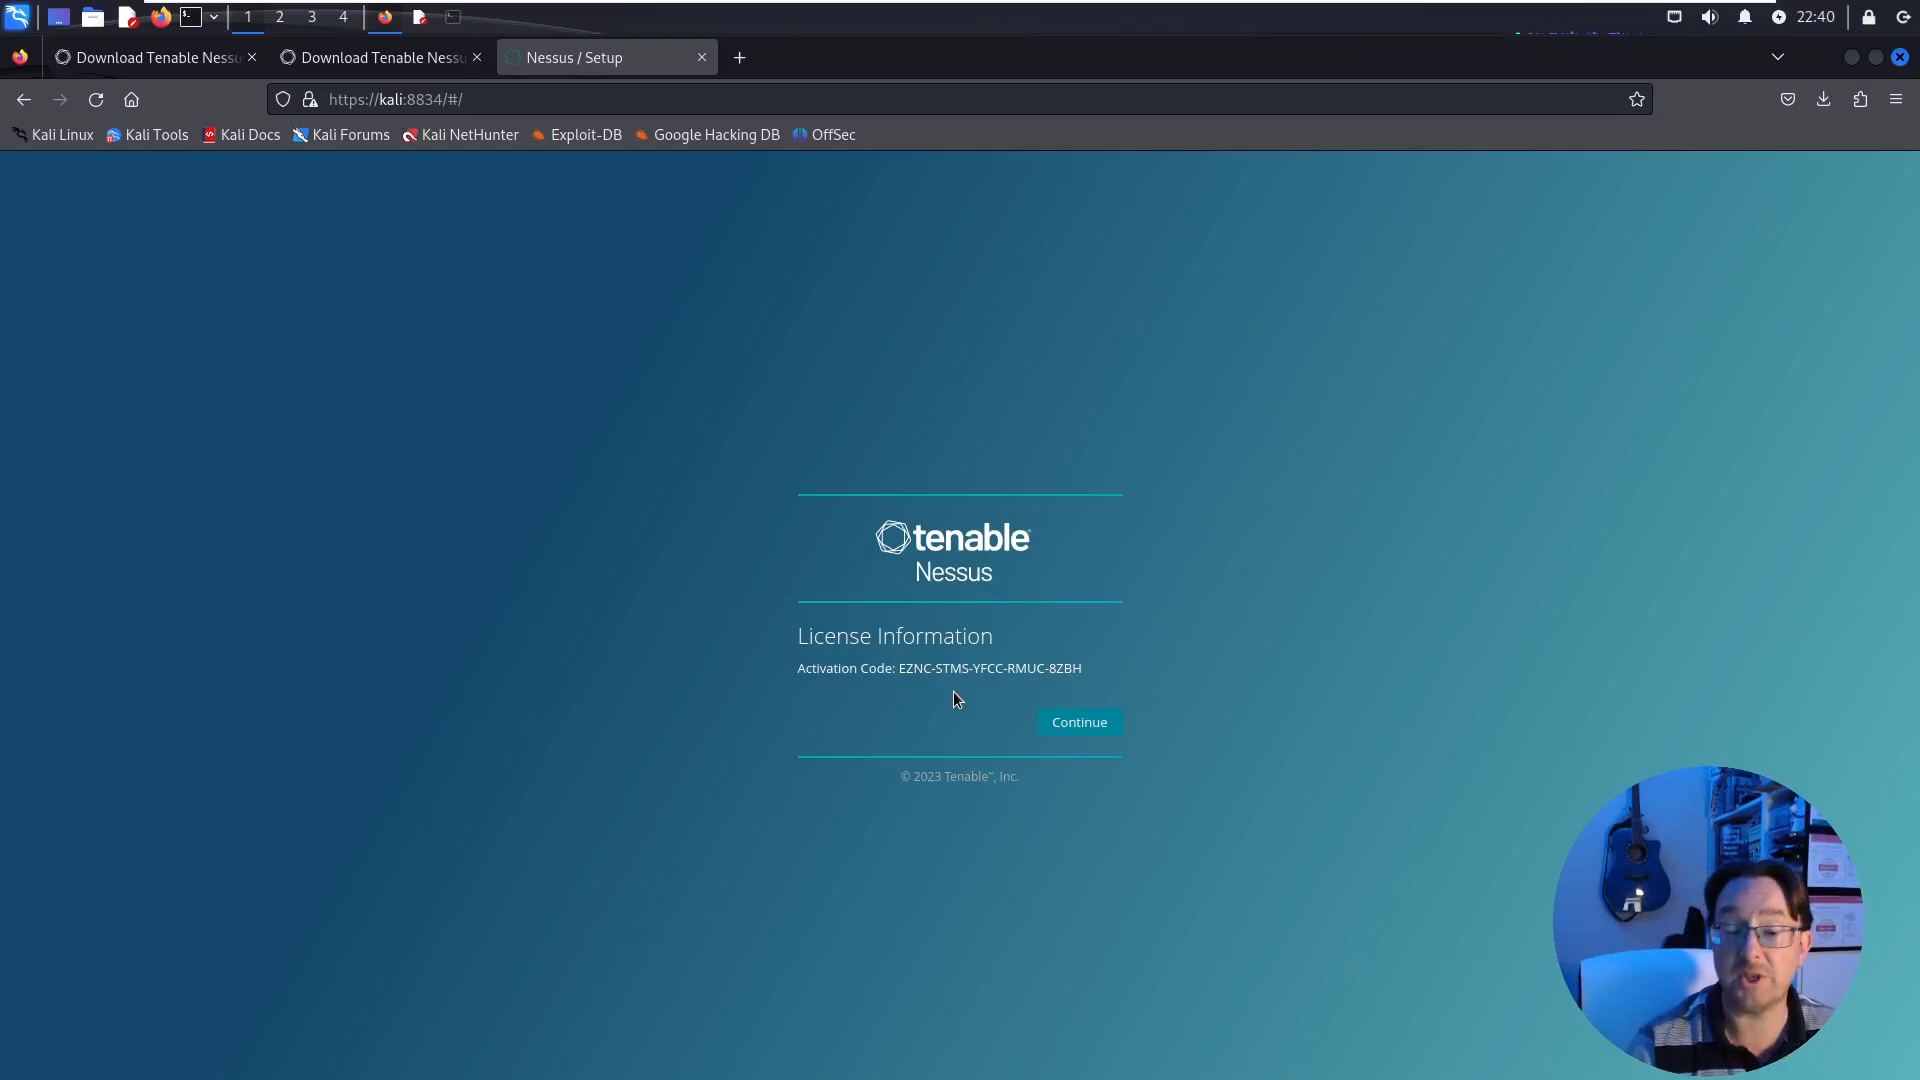 1 2 3 4 22:40
Download Tenable Nessu Download Tenable Nessu Nessus / Setup
https://kali:8834/#/
Kali Linux Kali Tools Kali Docs Kali Forums Kali NetHunter Exploit-DB Google Hacking DB OffSec
tenable
Nessus
License Information
Activation Code: EZNC-STMS-YFCC-RMUC-8ZBH
Continue
© 2023 Tenable™, Inc.